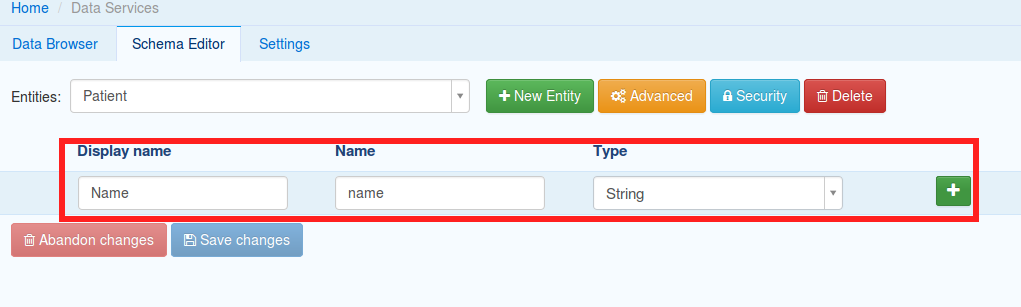 Home / Data Services
Data Browser Schema Editor Settings
Entities: Patient New Entity Advanced Security Delete
Display name Name Type
Name name String
Abandon changes Save changes